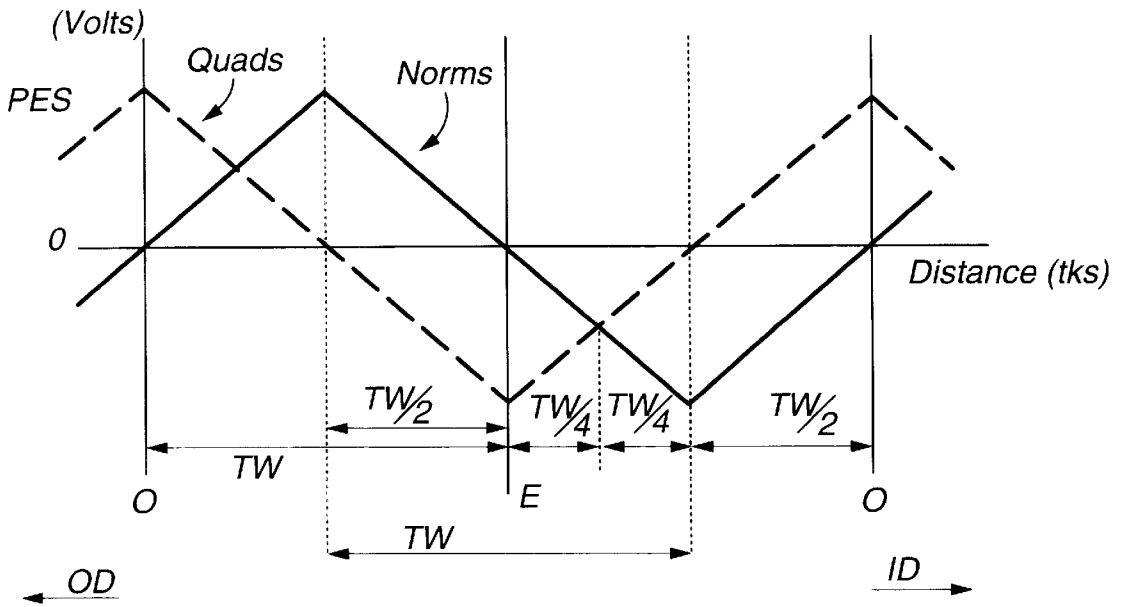 (Volts)
Quads
Norms
PES
0
Distance (tks)
TW/2
TW/4
TW/4
TW/2
TW
O
E
O
TW
OD
ID